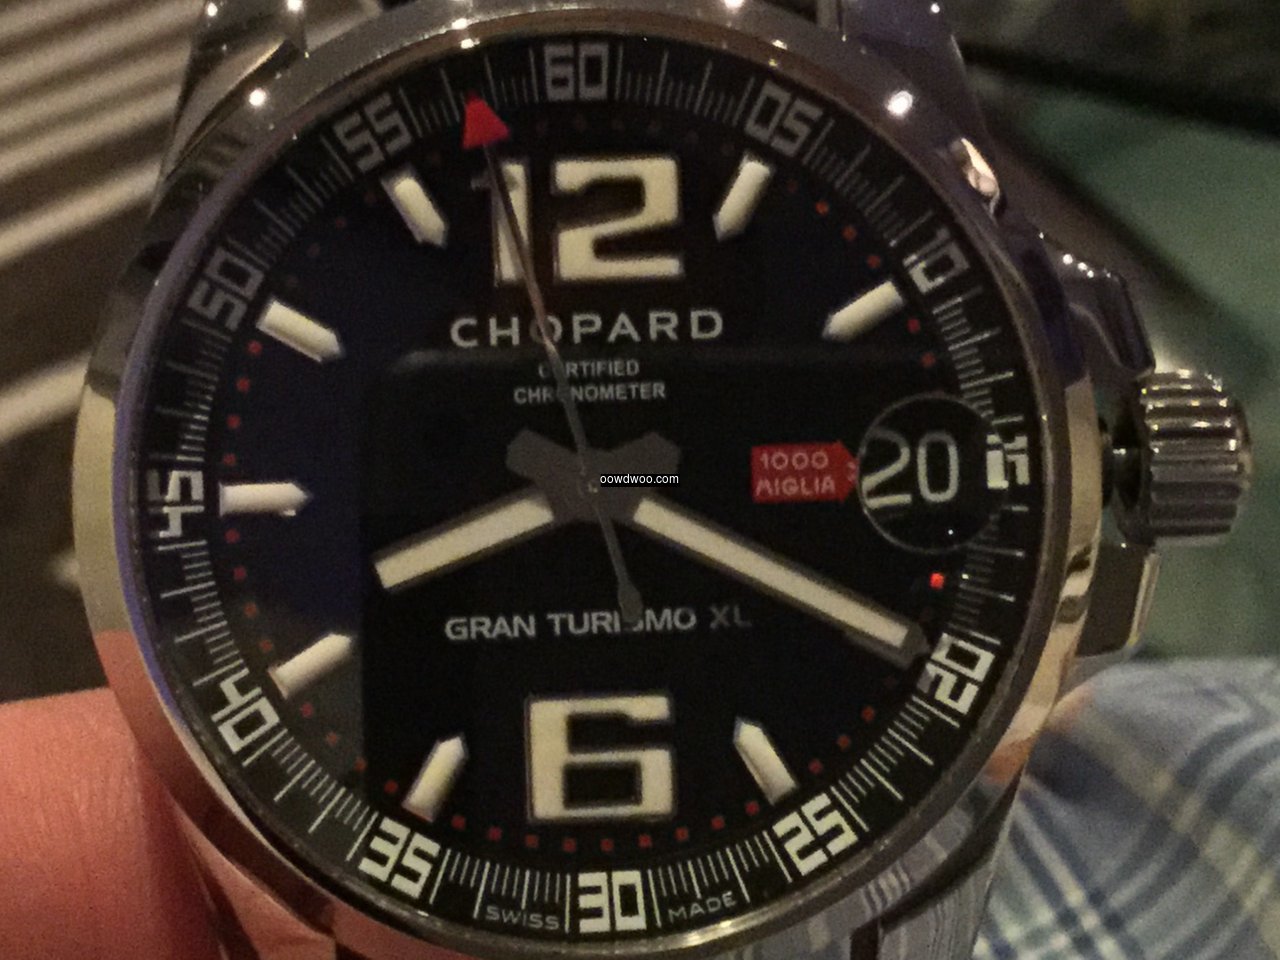 60
55
05
12
50
10
CHOPARD
CERTIFIED
CHRONOMETER
45
1000
MIGLIA
20
15
oowdwoo.com
GRAN TURISMO XL
40
20
6
35
25
30
SWISS
MADE